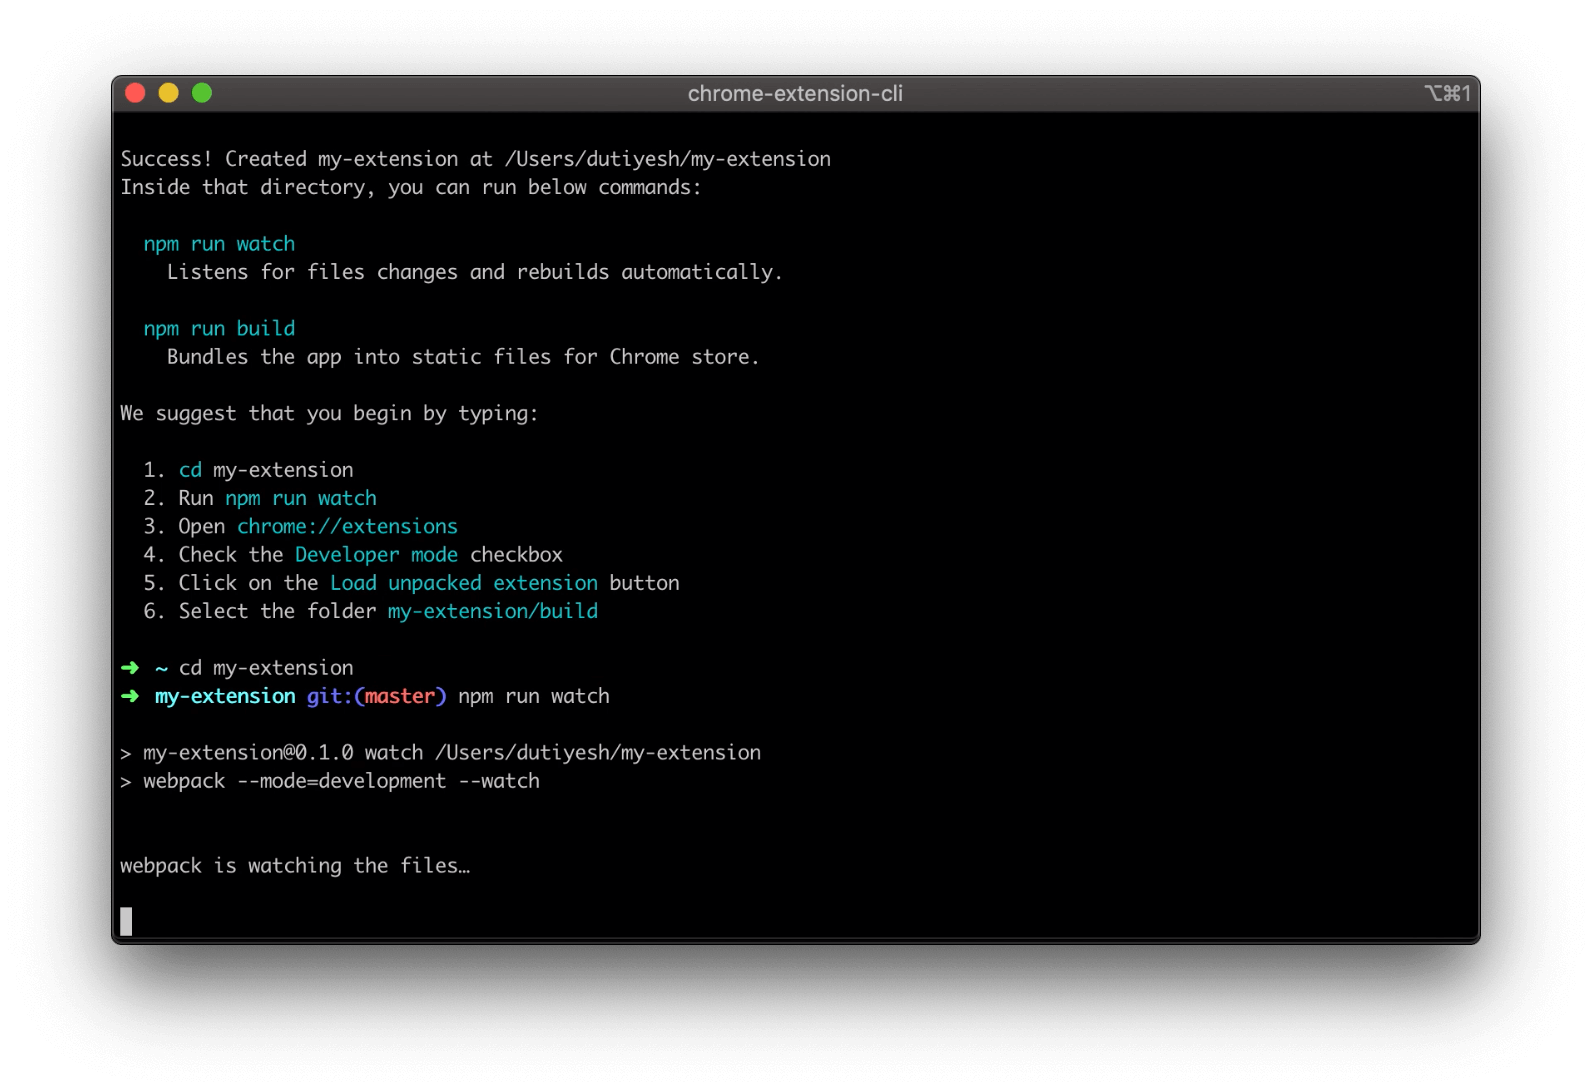 chrome-extension-cli
⌥⌘1
Success! Created my-extension at /Users/dutiyesh/my-extension
Inside that directory, you can run below commands:
npm run watch
Listens for files changes and rebuilds automatically.
npm run build
Bundles the app into static files for Chrome store.
We suggest that you begin by typing:
1. cd my-extension
2. Run npm run watch
3. Open chrome://extensions
4. Check the Developer mode checkbox
5. Click on the Load unpacked extension button
6. Select the folder my-extension/build
➜ ~ cd my-extension
➜ my-extension git:(master) npm run watch
> my-extension@0.1.0 watch /Users/dutiyesh/my-extension
> webpack --mode=development --watch
webpack is watching the files…